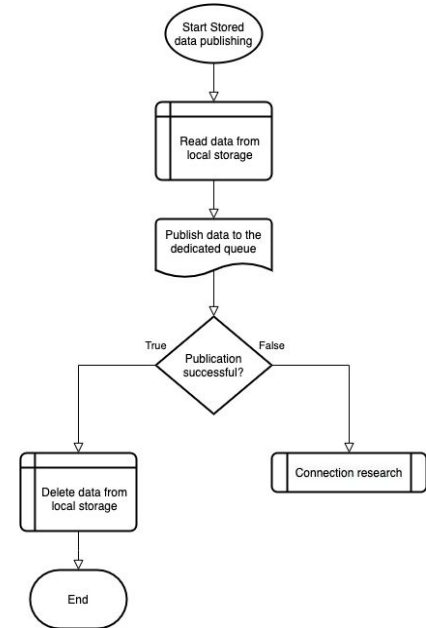 Start Stored
data publishing
Read data from
local storage
Publish data to the
dedicated queue
True
False
Publication
successful?
Delete data from
local storage
Connection research
End